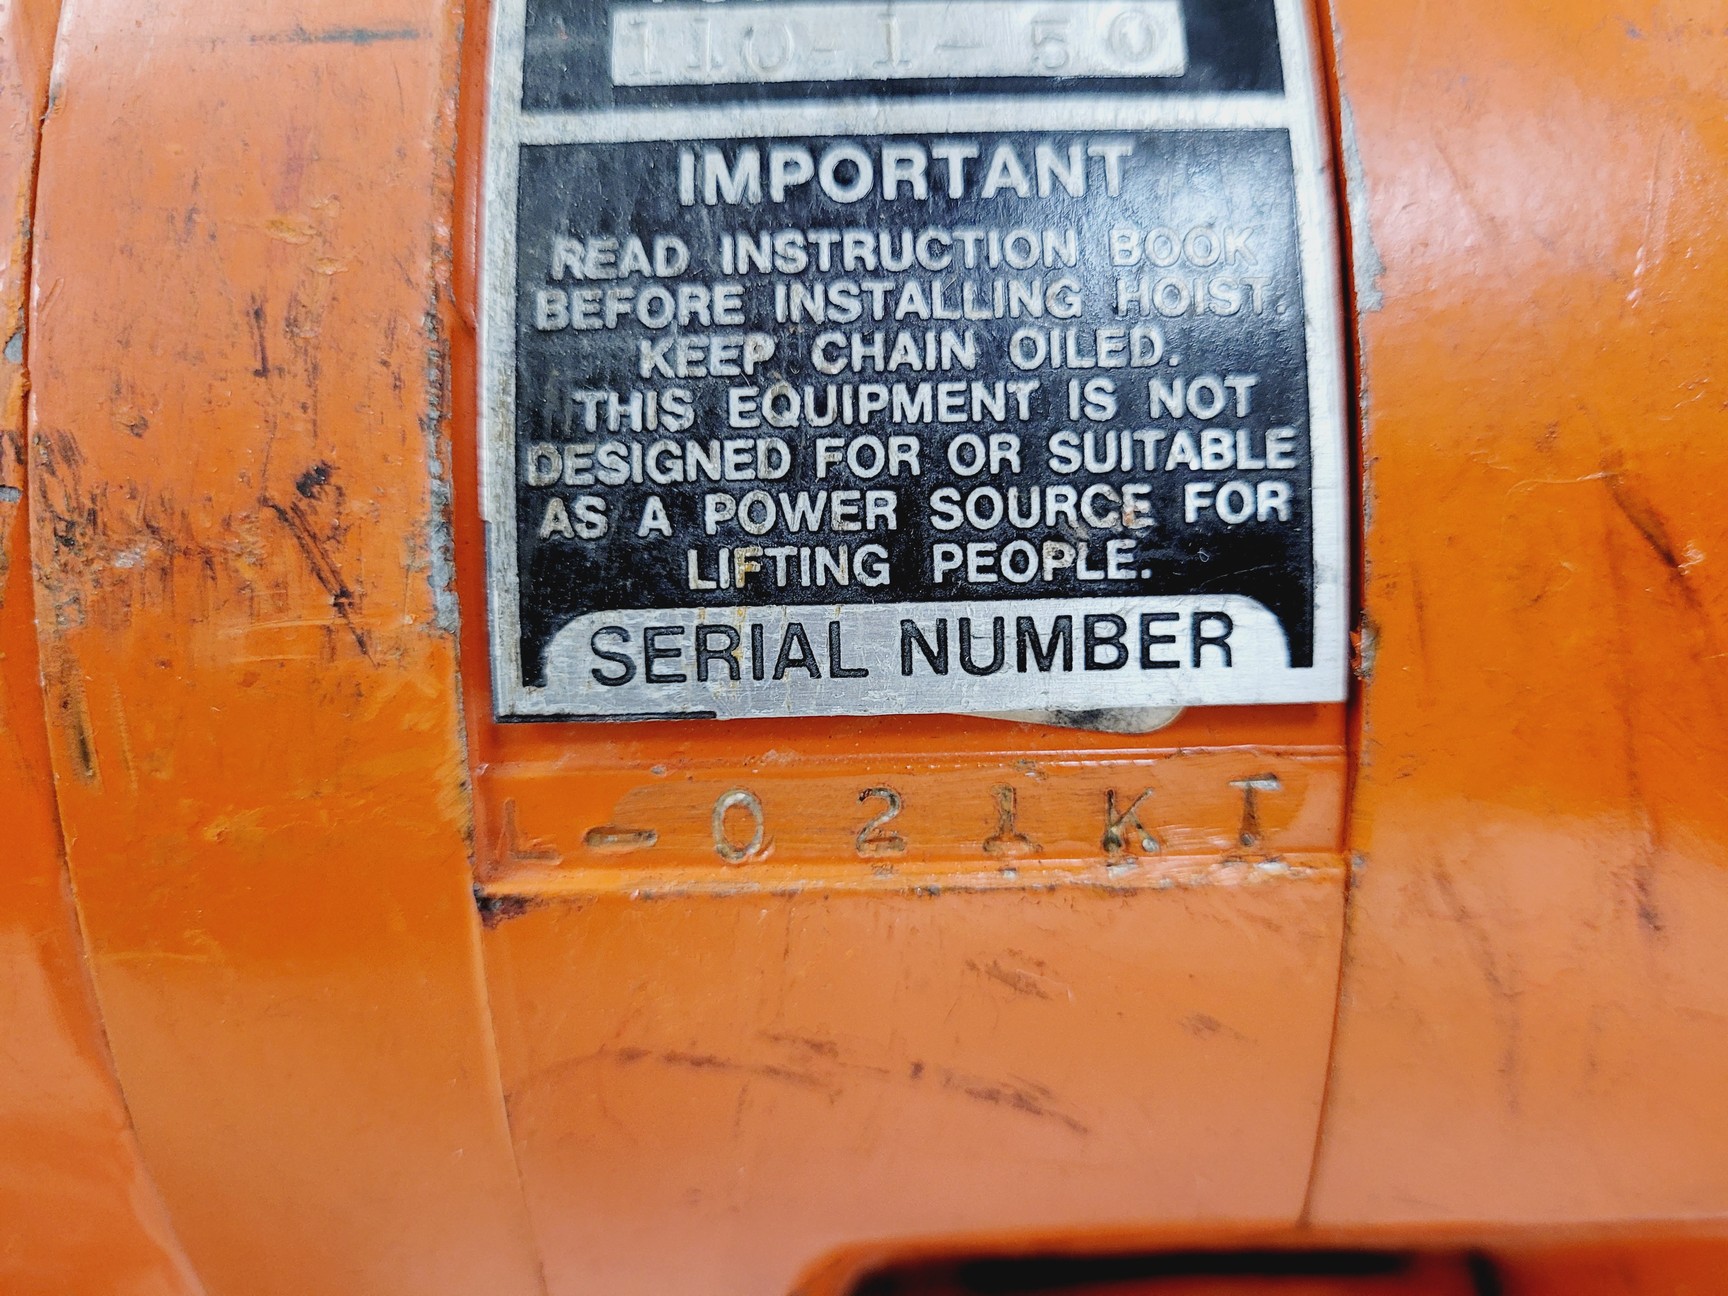 110-1-50
IMPORTANT
READ INSTRUCTION BOOK
BEFORE INSTALLING HOIST.
KEEP CHAIN OILED.
THIS EQUIPMENT IS NOT
DESIGNED FOR OR SUITABLE
AS A POWER SOURCE FOR
LIFTING PEOPLE.
SERIAL NUMBER
L-021KT